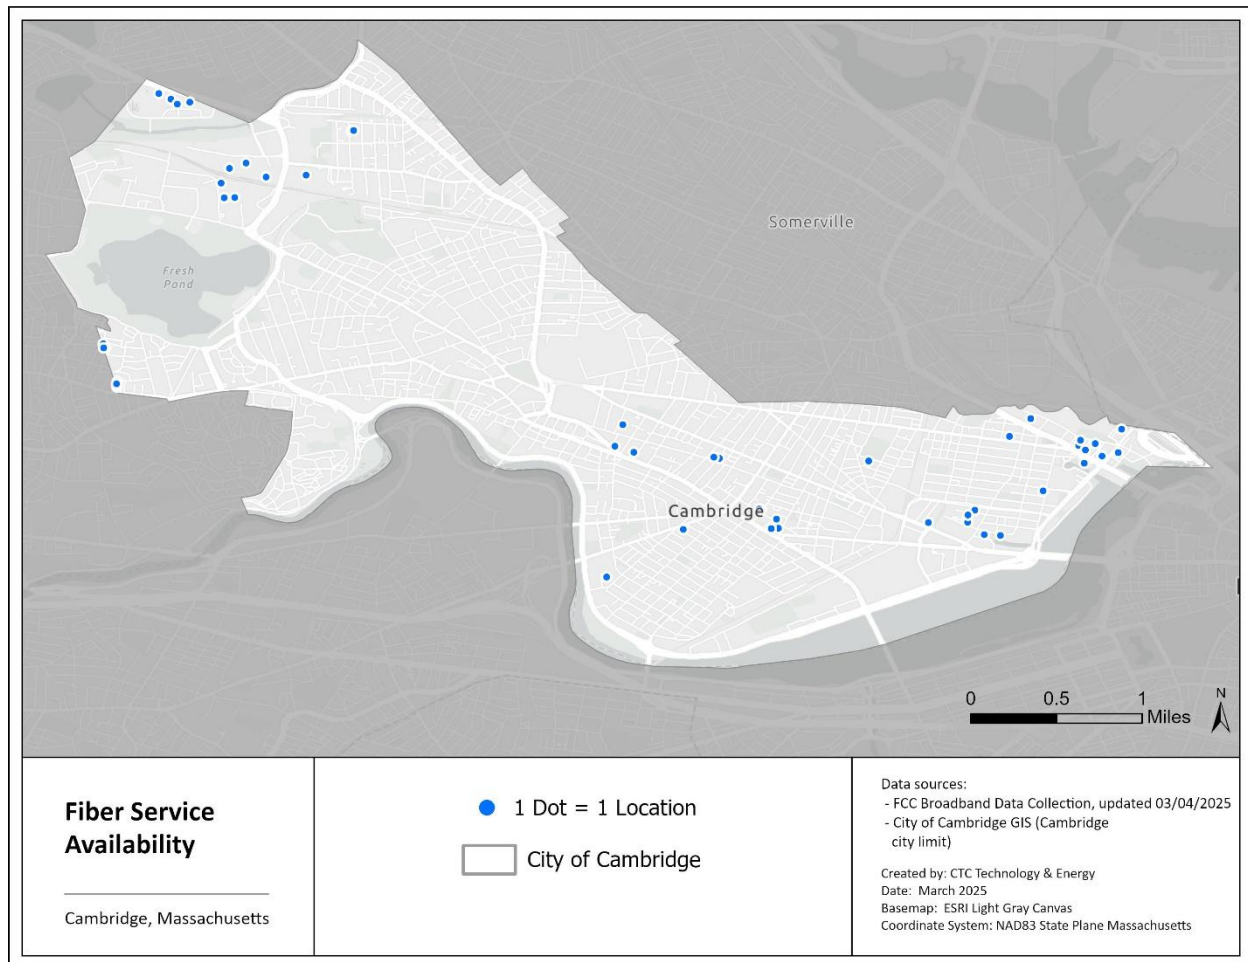 Somerville
Fresh
Pond
Cambridge
0 0.5 1
Miles
N
Fiber Service
Availability
Cambridge, Massachusetts
1 Dot = 1 Location
City of Cambridge
Data sources:
- FCC Broadband Data Collection, updated 03/04/2025
- City of Cambridge GIS (Cambridge
city limit)
Created by: CTC Technology & Energy
Date: March 2025
Basemap: ESRI Light Gray Canvas
Coordinate System: NAD83 State Plane Massachusetts